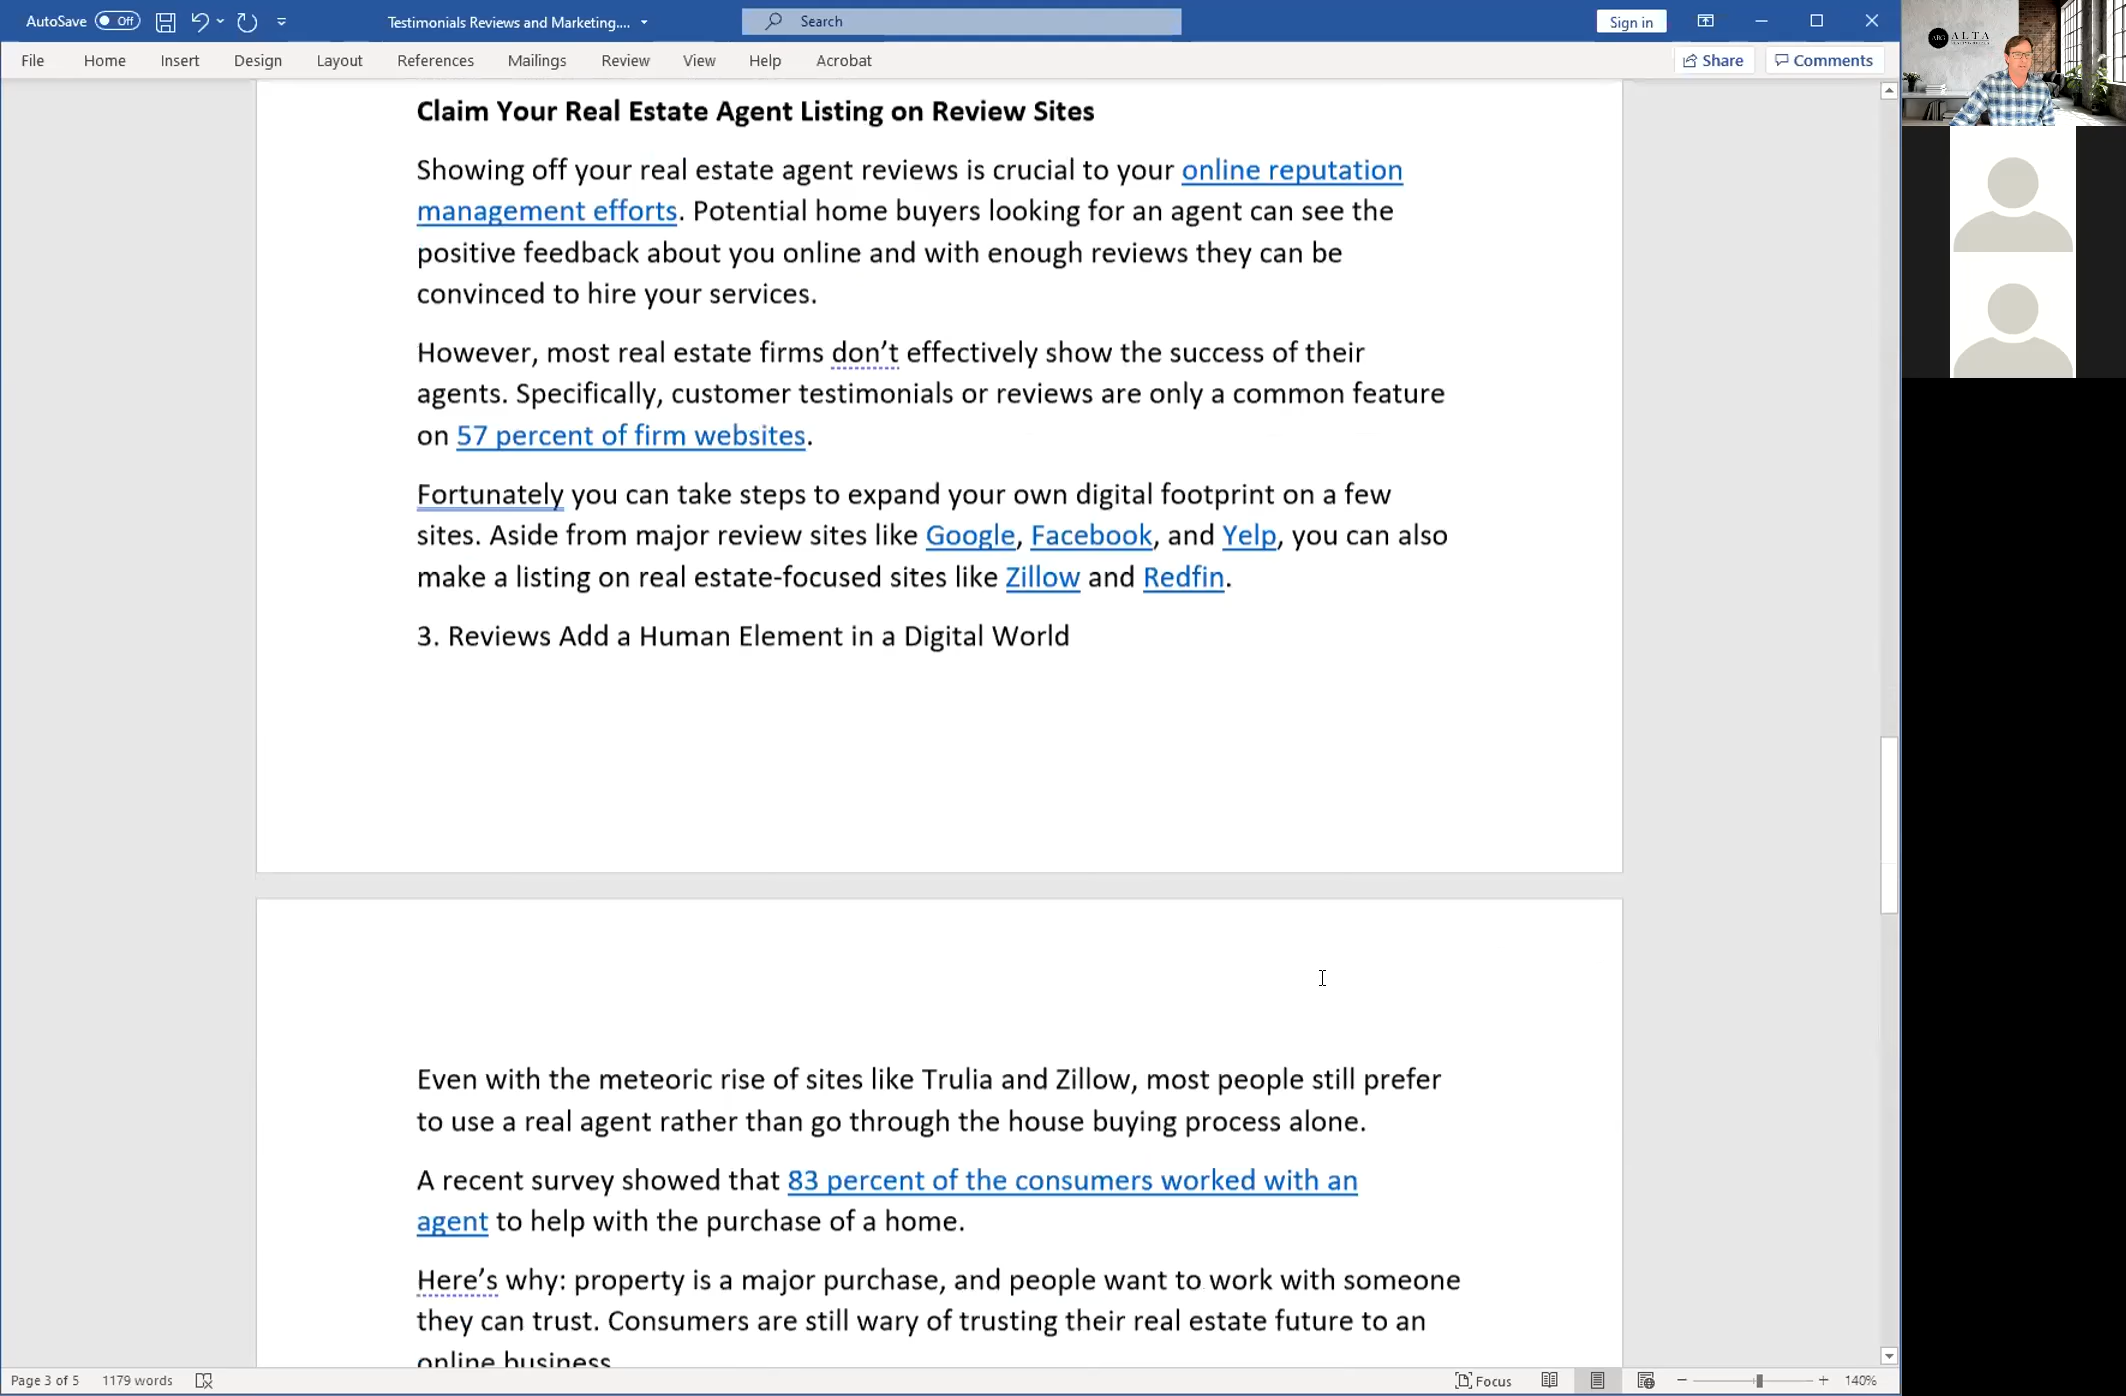 AutoSave Off Testimonials Reviews and Marketing.... Search Sign in
File Home Insert Design Layout References Mailings Review View Help Acrobat Share Comments
ALTA
Claim Your Real Estate Agent Listing on Review Sites
Showing off your real estate agent reviews is crucial to your online reputation
management efforts. Potential home buyers looking for an agent can see the
positive feedback about you online and with enough reviews they can be
convinced to hire your services.
However, most real estate firms don’t effectively show the success of their
agents. Specifically, customer testimonials or reviews are only a common feature
on 57 percent of firm websites.
Fortunately you can take steps to expand your own digital footprint on a few
sites. Aside from major review sites like Google, Facebook, and Yelp, you can also
make a listing on real estate-focused sites like Zillow and Redfin.
3. Reviews Add a Human Element in a Digital World
Even with the meteoric rise of sites like Trulia and Zillow, most people still prefer
to use a real agent rather than go through the house buying process alone.
A recent survey showed that 83 percent of the consumers worked with an
agent to help with the purchase of a home.
Here’s why: property is a major purchase, and people want to work with someone
they can trust. Consumers are still wary of trusting their real estate future to an
online business
Page 3 of 5 1179 words Focus 140%